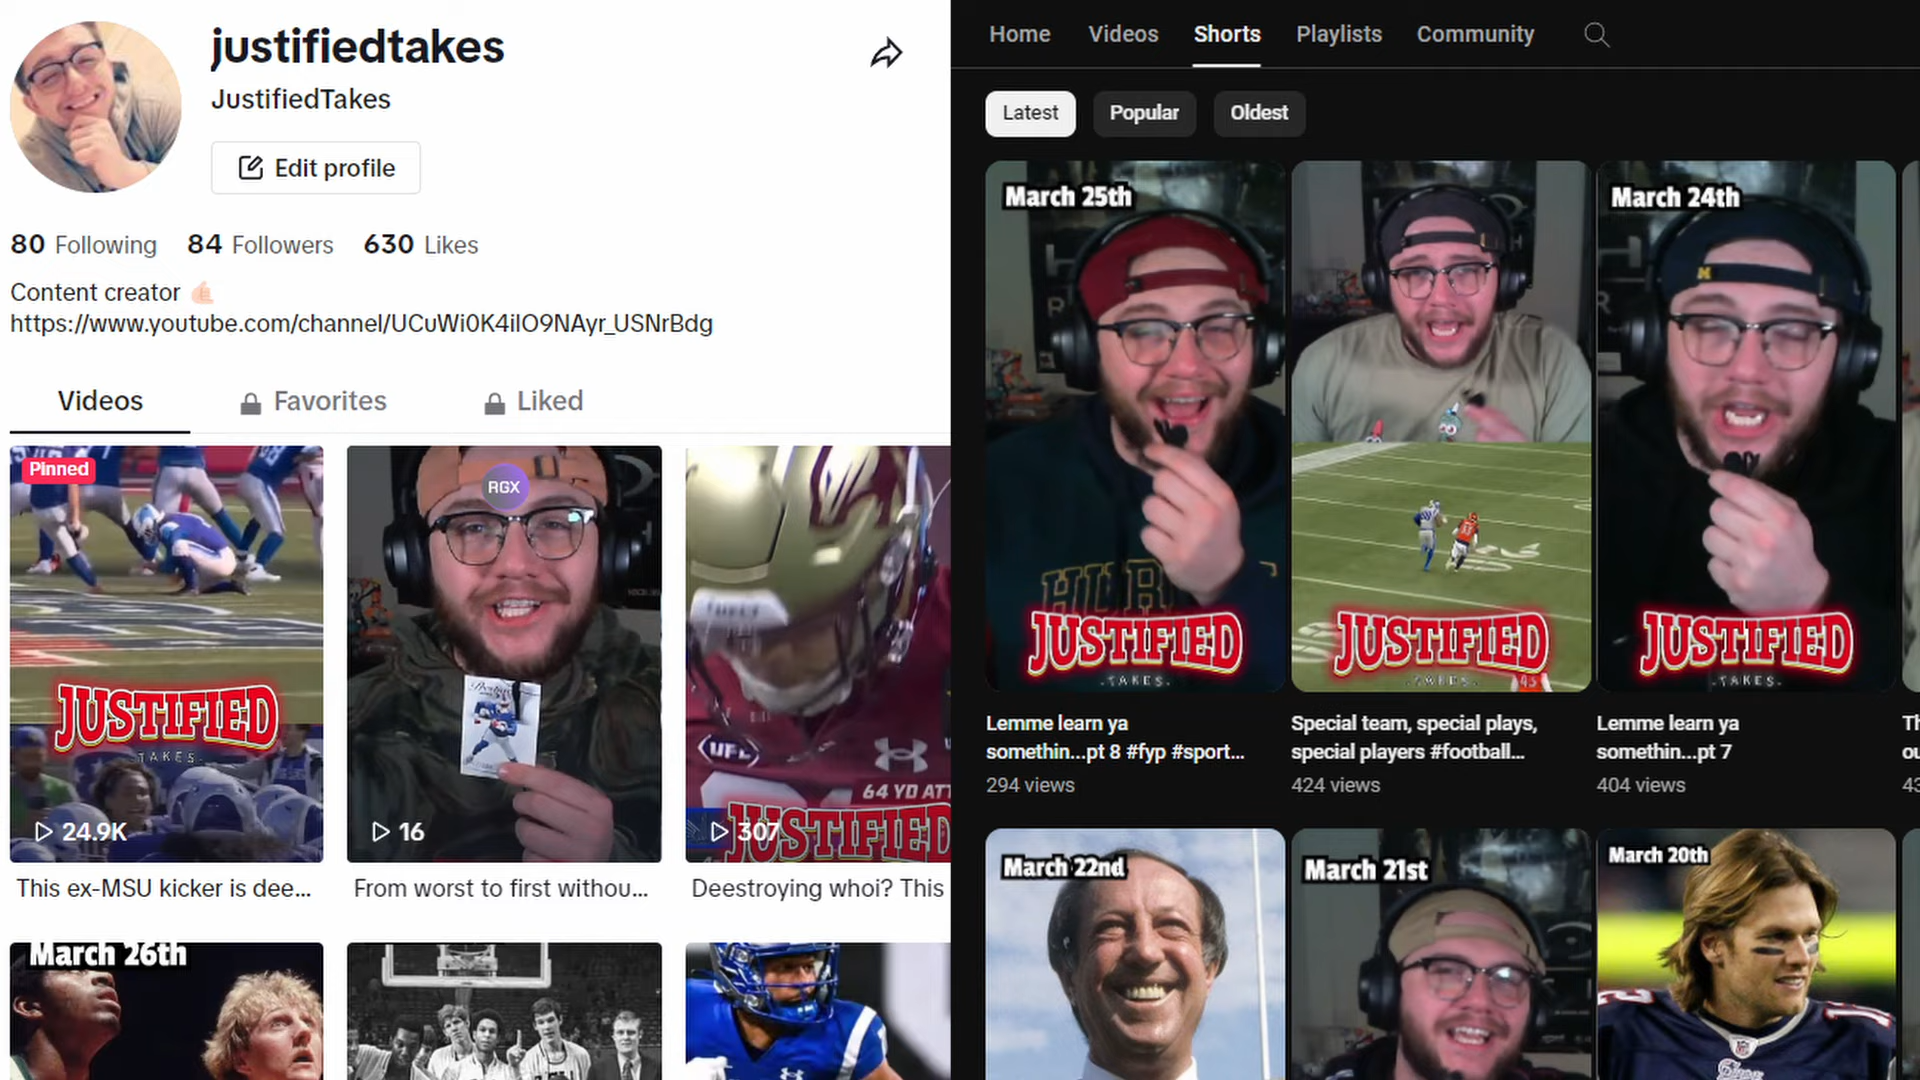 justifiedtakes
JustifiedTakes
Edit profile
80 Following 84 Followers 630 Likes
Content creator
https://www.youtube.com/channel/UCuWi0K4ilO9NAyr_USNrBdg
Videos Favorites Liked
Pinned
JUSTIFIED
TAKES
24.9K
This ex-MSU kicker is dee...
RGX
16
From worst to first withou...
UFL
64 YD ATT
JUSTIFIED
307
Deestroying whoi? This
March 26th
Home Videos Shorts Playlists Community
Latest Popular Oldest
March 25th
JUSTIFIED
TAKES
Lemme learn ya
somethin...pt 8 #fyp #sport...
294 views
JUSTIFIED
TAKES
Special team, special plays,
special players #football...
424 views
March 24th
M
JUSTIFIED
TAKES
Lemme learn ya
somethin...pt 7
404 views
March 22nd
March 21st
March 20th